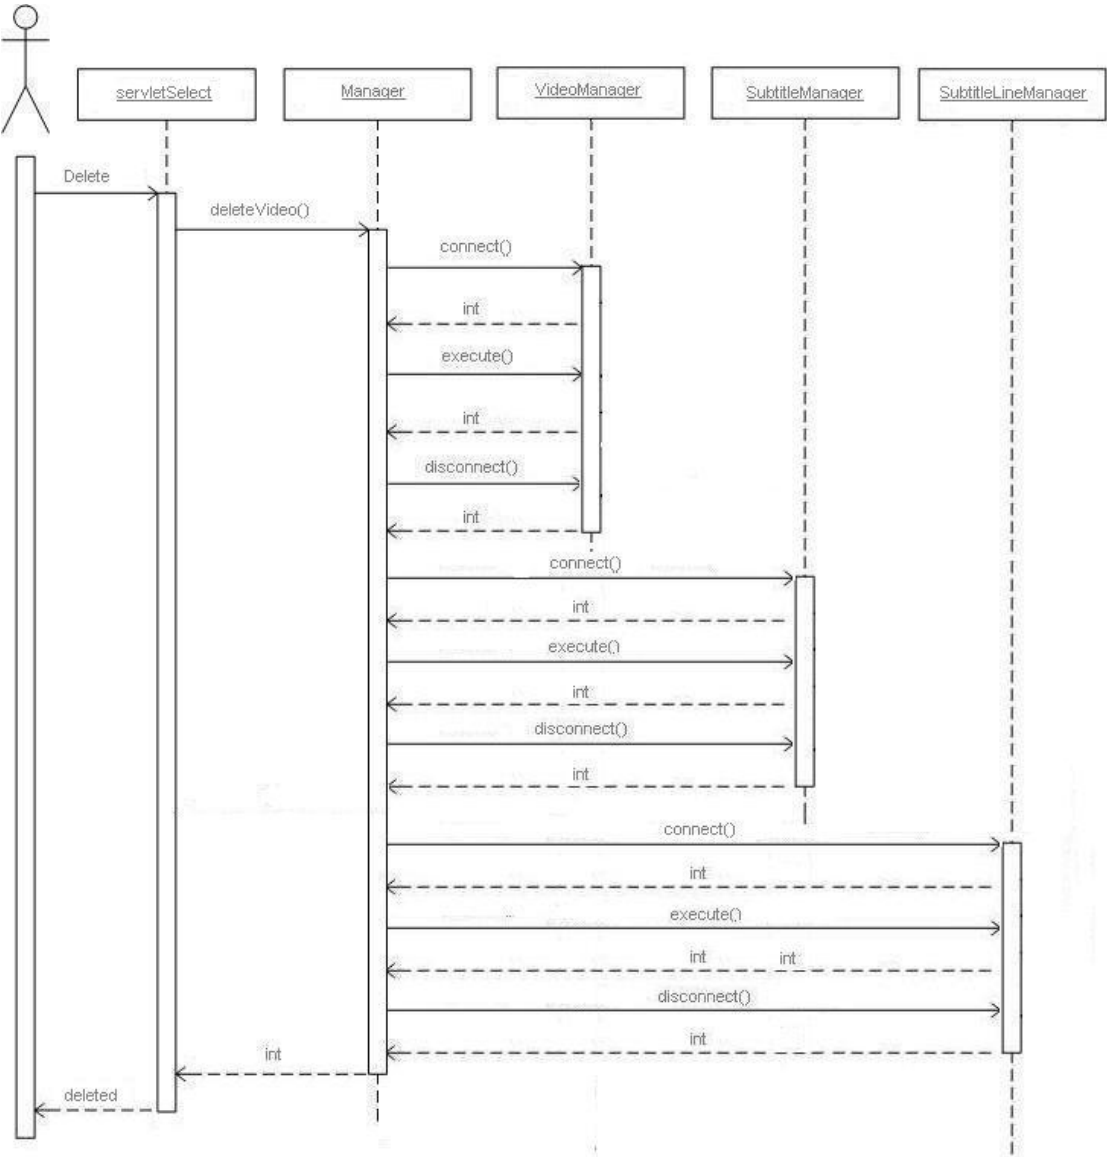 servletSelect
Manager
VideoManager
SubtitleManager
SubtitleLineManager
Delete
deleteVideo()
connect()
int
execute()
int
disconnect()
int
connect()
int
execute()
int
disconnect()
int
connect()
int
execute()
int int
disconnect()
int
int
deleted